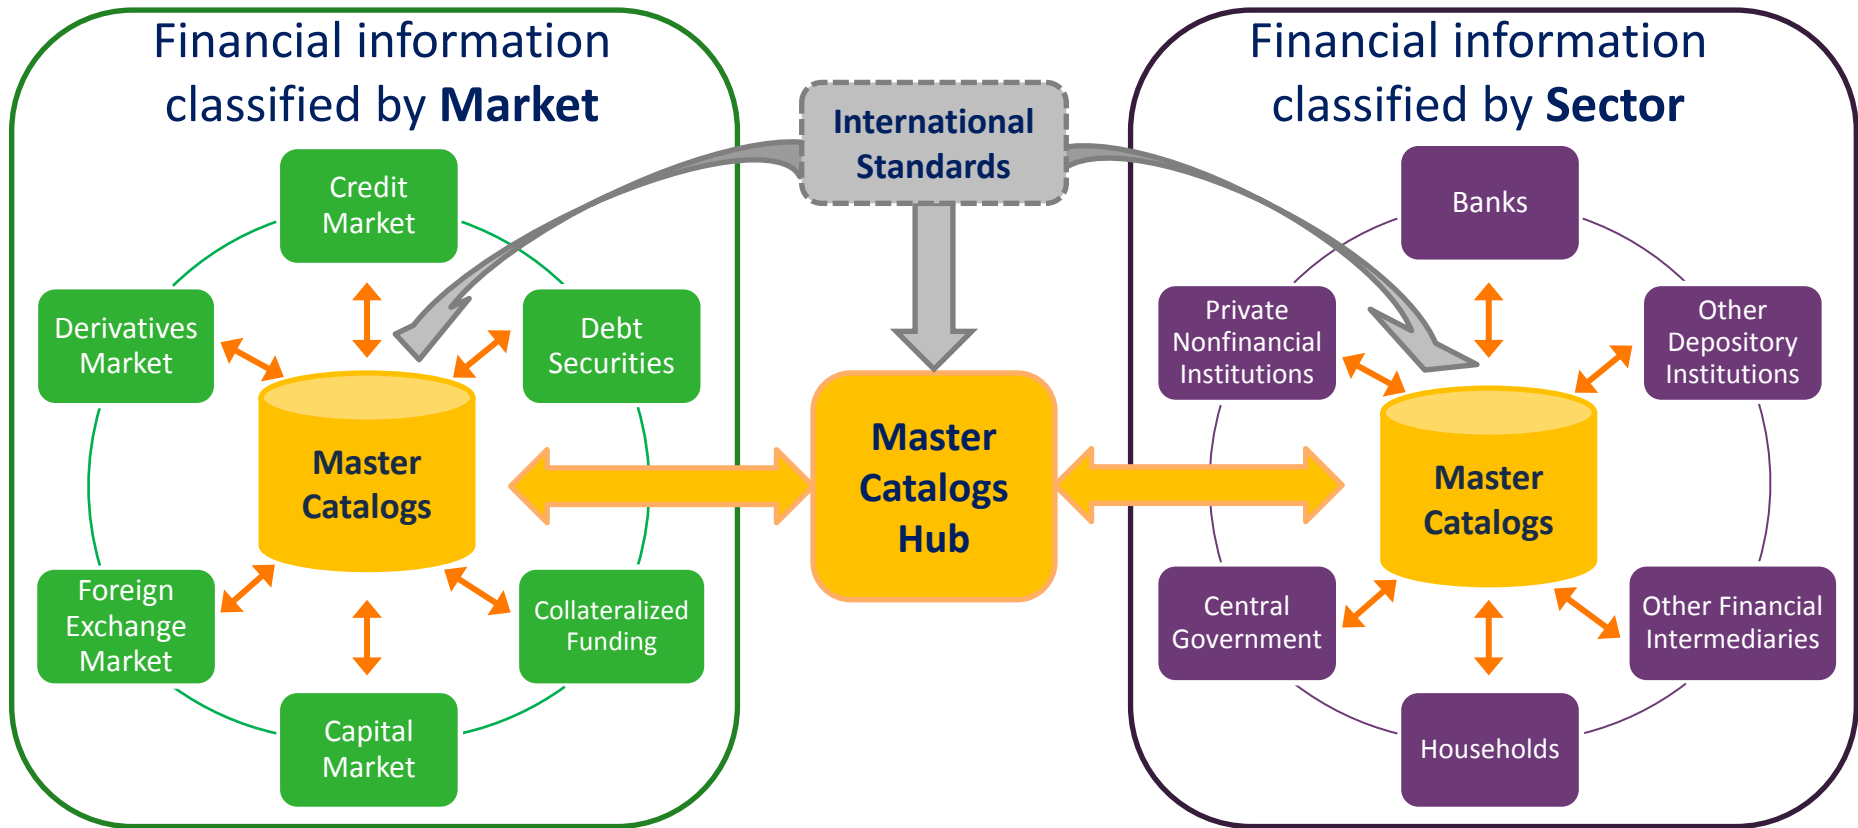 Financial information
classified by Market
Credit
Market
Derivatives
Market
Debt
Securities
Master
Catalogs
Foreign
Exchange
Market
Collateralized
Funding
Capital
Market
International
Standards
Master
Catalogs
Hub
Financial information
classified by Sector
Banks
Private
Nonfinancial
Institutions
Other
Depository
Institutions
Master
Catalogs
Central
Government
Other Financial
Intermediaries
Households